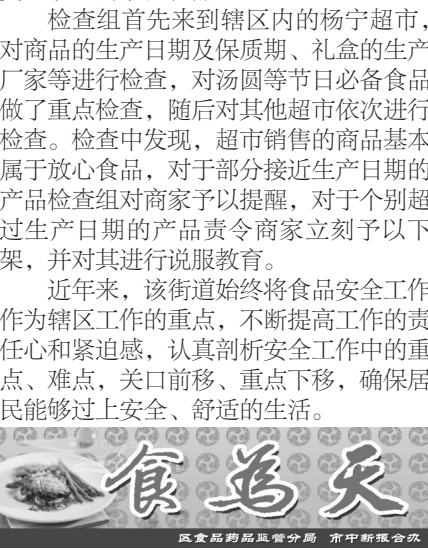 检查组首先来到辖区内的杨宁超市，
对商品的生产日期及保质期、礼盒的生产
厂家等进行检查，对汤圆等节日必备食品
做了重点检查，随后对其他超市依次进行
检查。检查中发现，超市销售的商品基本
属于放心食品，对于部分接近生产日期的
产品检查组对商家予以提醒，对于个别超
过生产日期的产品责令商家立刻予以下
架，并对其进行说服教育。
近年来，该街道始终将食品安全工作
作为辖区工作的重点，不断提高工作的责
任心和紧迫感，认真剖析安全工作中的重
点、难点，关口前移、重点下移，确保居
民能够过上安全、舒适的生活。
食为天
区食品药品监管分局 市中新报合办